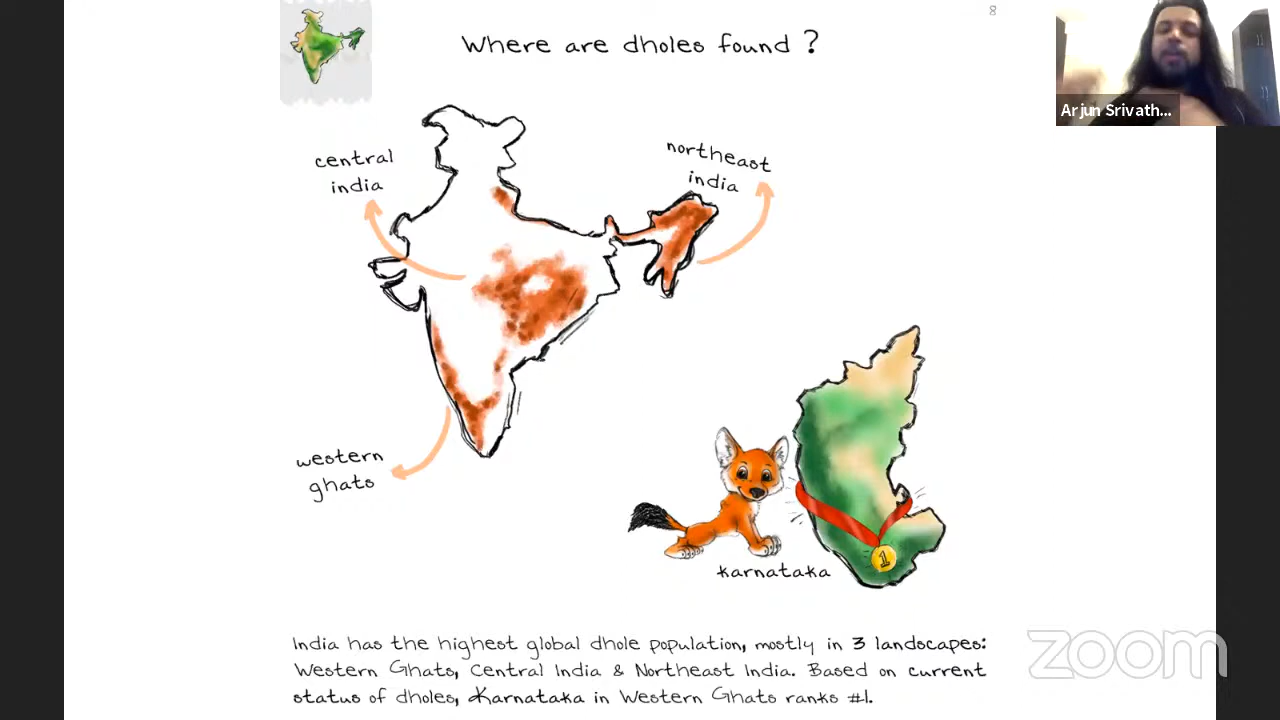 8
Where are dholes found ?
Arjun Srivath...
central
india
northeast
india
western
ghats
1
karnataka
India has the highest global dhole population, mostly in 3 landscapes:
Western Ghats, Central India & Northeast India. Based on current
status of dholes, Karnataka in Western Ghats ranks #1.
zoom